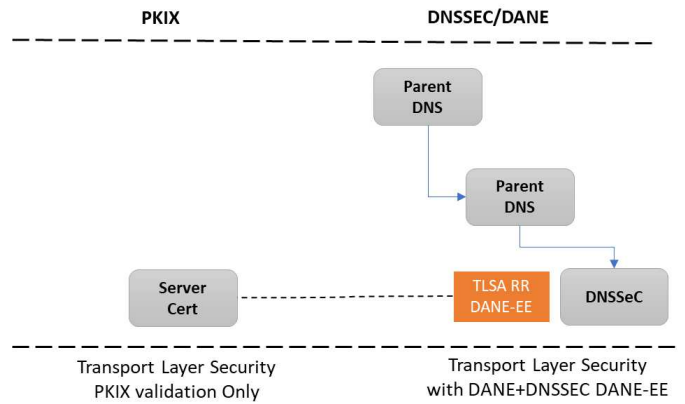 PKIX
DNSSEC/DANE
Parent
DNS
Parent
DNS
Server
Cert
TLSA RR
DANE-EE
DNSSeC
Transport Layer Security
PKIX validation Only
Transport Layer Security
with DANE+DNSSEC DANE-EE